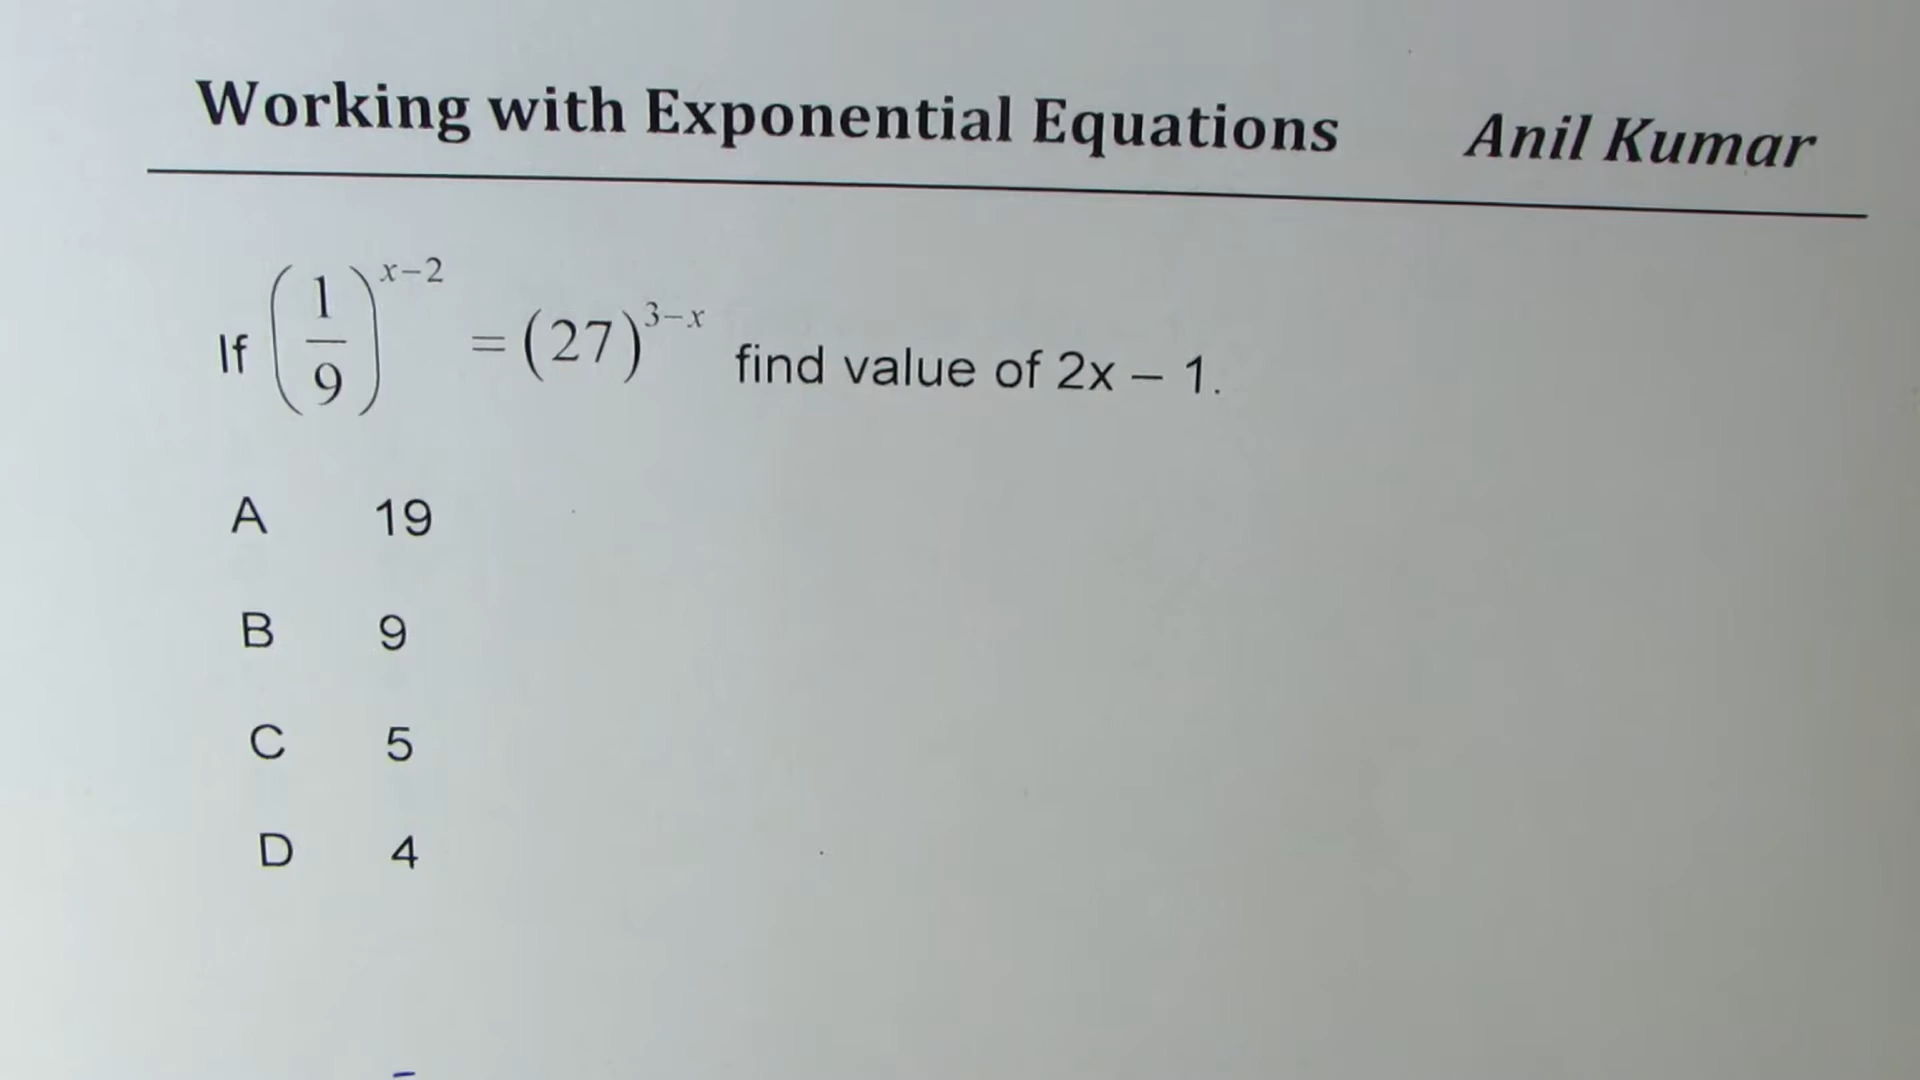 Working with Exponential Equations Anil Kumar
If (1/9)^(x−2) = (27)^(3−x) find value of 2x – 1.
A 19
B 9
C 5
D 4